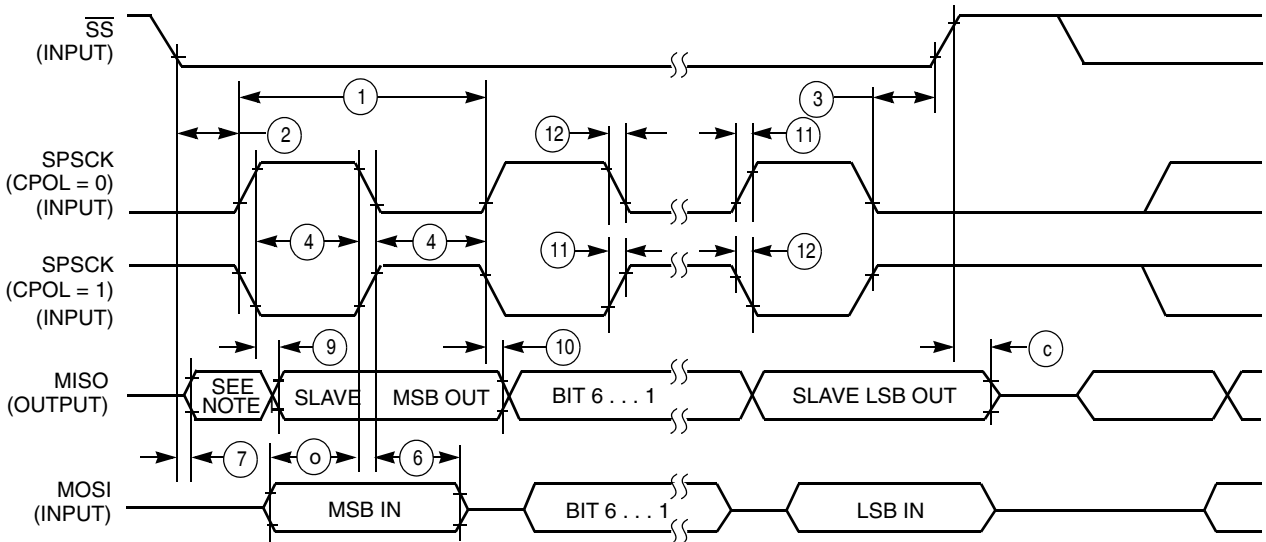 SS
(INPUT)
1
3
2
12
11
SPSCK
(CPOL = 0)
(INPUT)
4
4
11
12
SPSCK
(CPOL = 1)
(INPUT)
9
10
c
MISO
(OUTPUT)
SEE
NOTE
SLAVE
MSB OUT
BIT 6 . . . 1
SLAVE LSB OUT
7
o
6
MOSI
(INPUT)
MSB IN
BIT 6 . . . 1
LSB IN